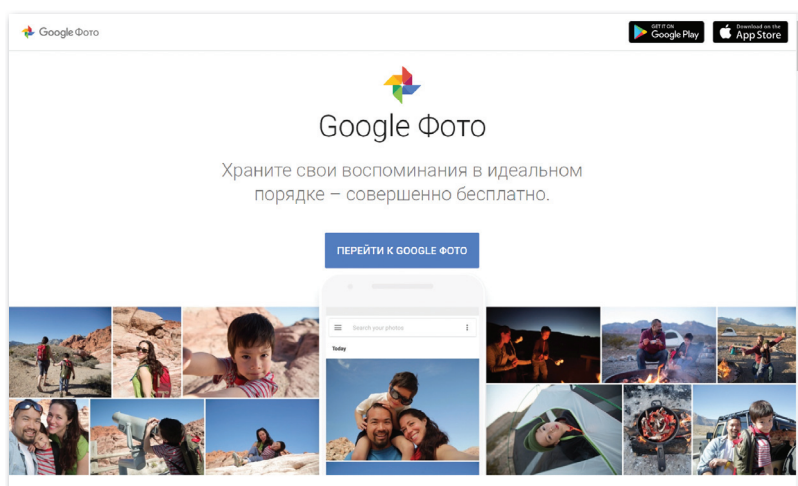 Google Фото
GET IT ON
Google Play
Download on the
App Store
Google Фото
Храните свои воспоминания в идеальном
порядке – совершенно бесплатно.
ПЕРЕЙТИ К GOOGLE ФОТО
Search your photos
Today